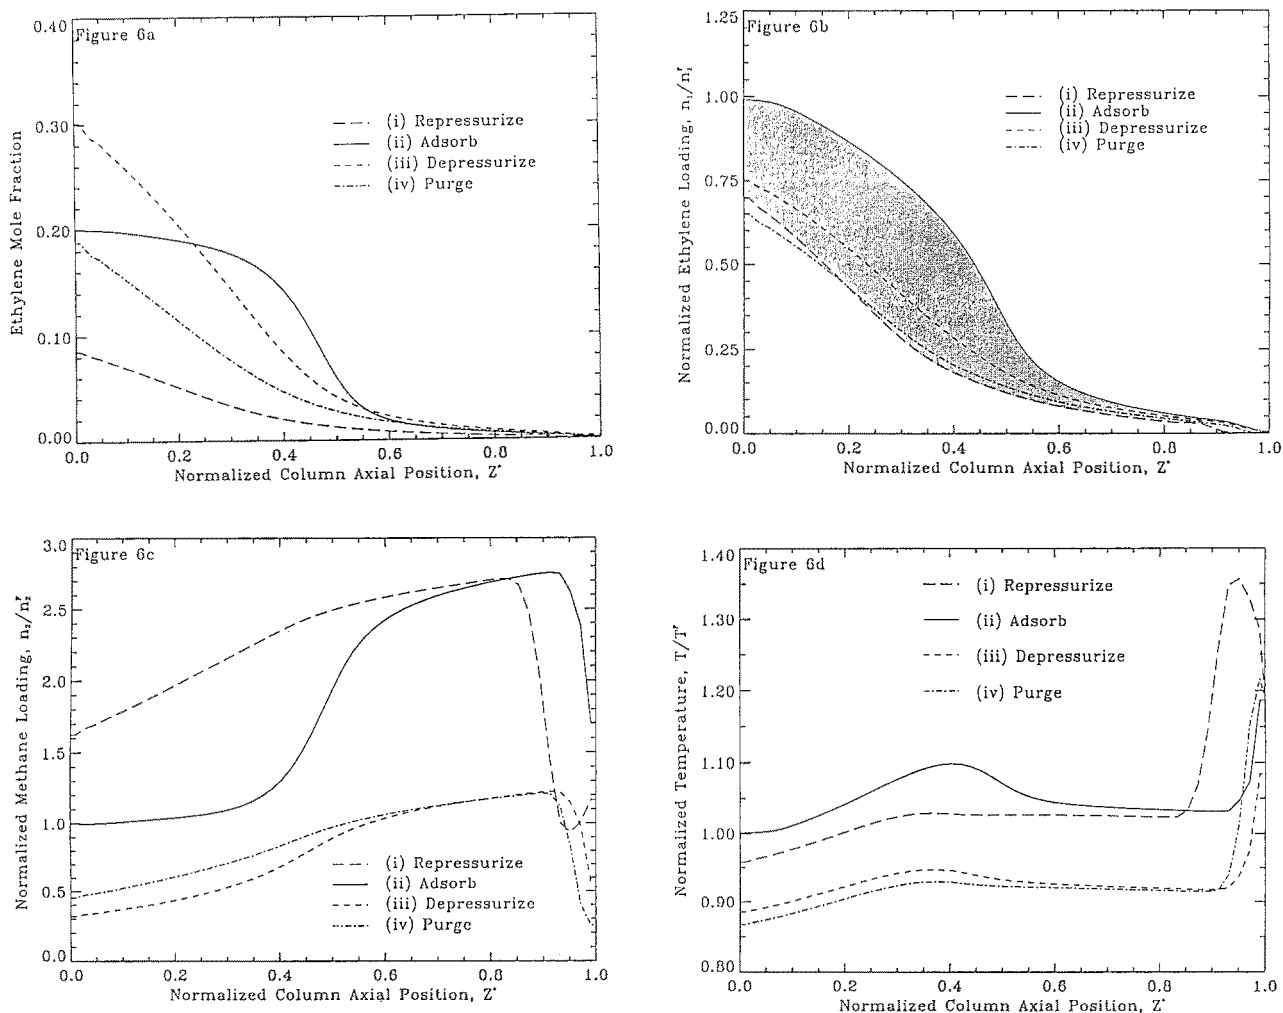 Figure 6a
Ethylene Mole Fraction
0.40
0.30
0.20
0.10
0.00
(i) Repressurize
(ii) Adsorb
(iii) Depressurize
(iv) Purge
0.0 0.2 0.4 0.6 0.8 1.0
Normalized Column Axial Position, Z*
Figure 6b
Normalized Ethylene Loading, n₁/n₁ʳ
1.25
1.00
0.75
0.50
0.25
0.00
(i) Repressurize
(ii) Adsorb
(iii) Depressurize
(iv) Purge
0.0 0.2 0.4 0.6 0.8 1.0
Normalized Column Axial Position, Z*
Figure 6c
Normalized Methane Loading, n₂/n₂ʳ
3.0
2.5
2.0
1.5
1.0
0.5
0.0
(i) Repressurize
(ii) Adsorb
(iii) Depressurize
(iv) Purge
0.0 0.2 0.4 0.6 0.8 1.0
Normalized Column Axial Position, Z*
Figure 6d
Normalized Temperature, T/Tʳ
1.40
1.30
1.20
1.10
1.00
0.90
0.80
(i) Repressurize
(ii) Adsorb
(iii) Depressurize
(iv) Purge
0.0 0.2 0.4 0.6 0.8 1.0
Normalized Column Axial Position, Z*